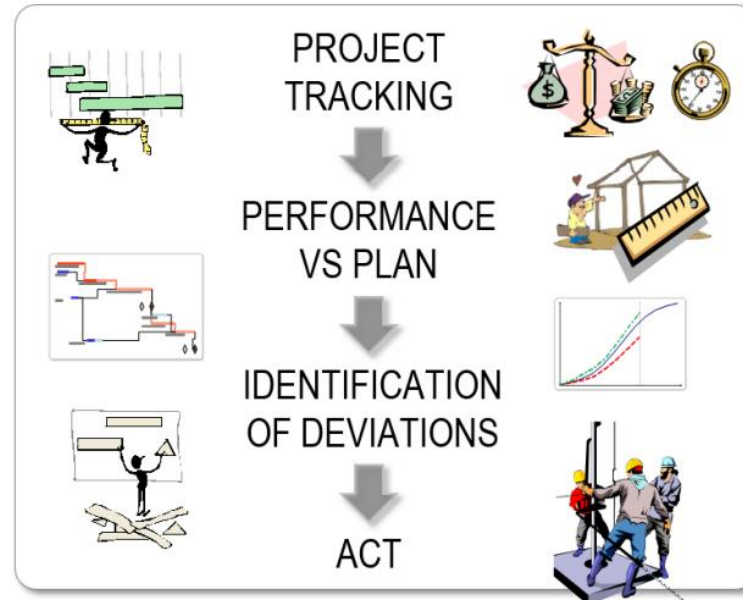 PROJECT
TRACKING
$
PERFORMANCE
VS PLAN
IDENTIFICATION
OF DEVIATIONS
ACT